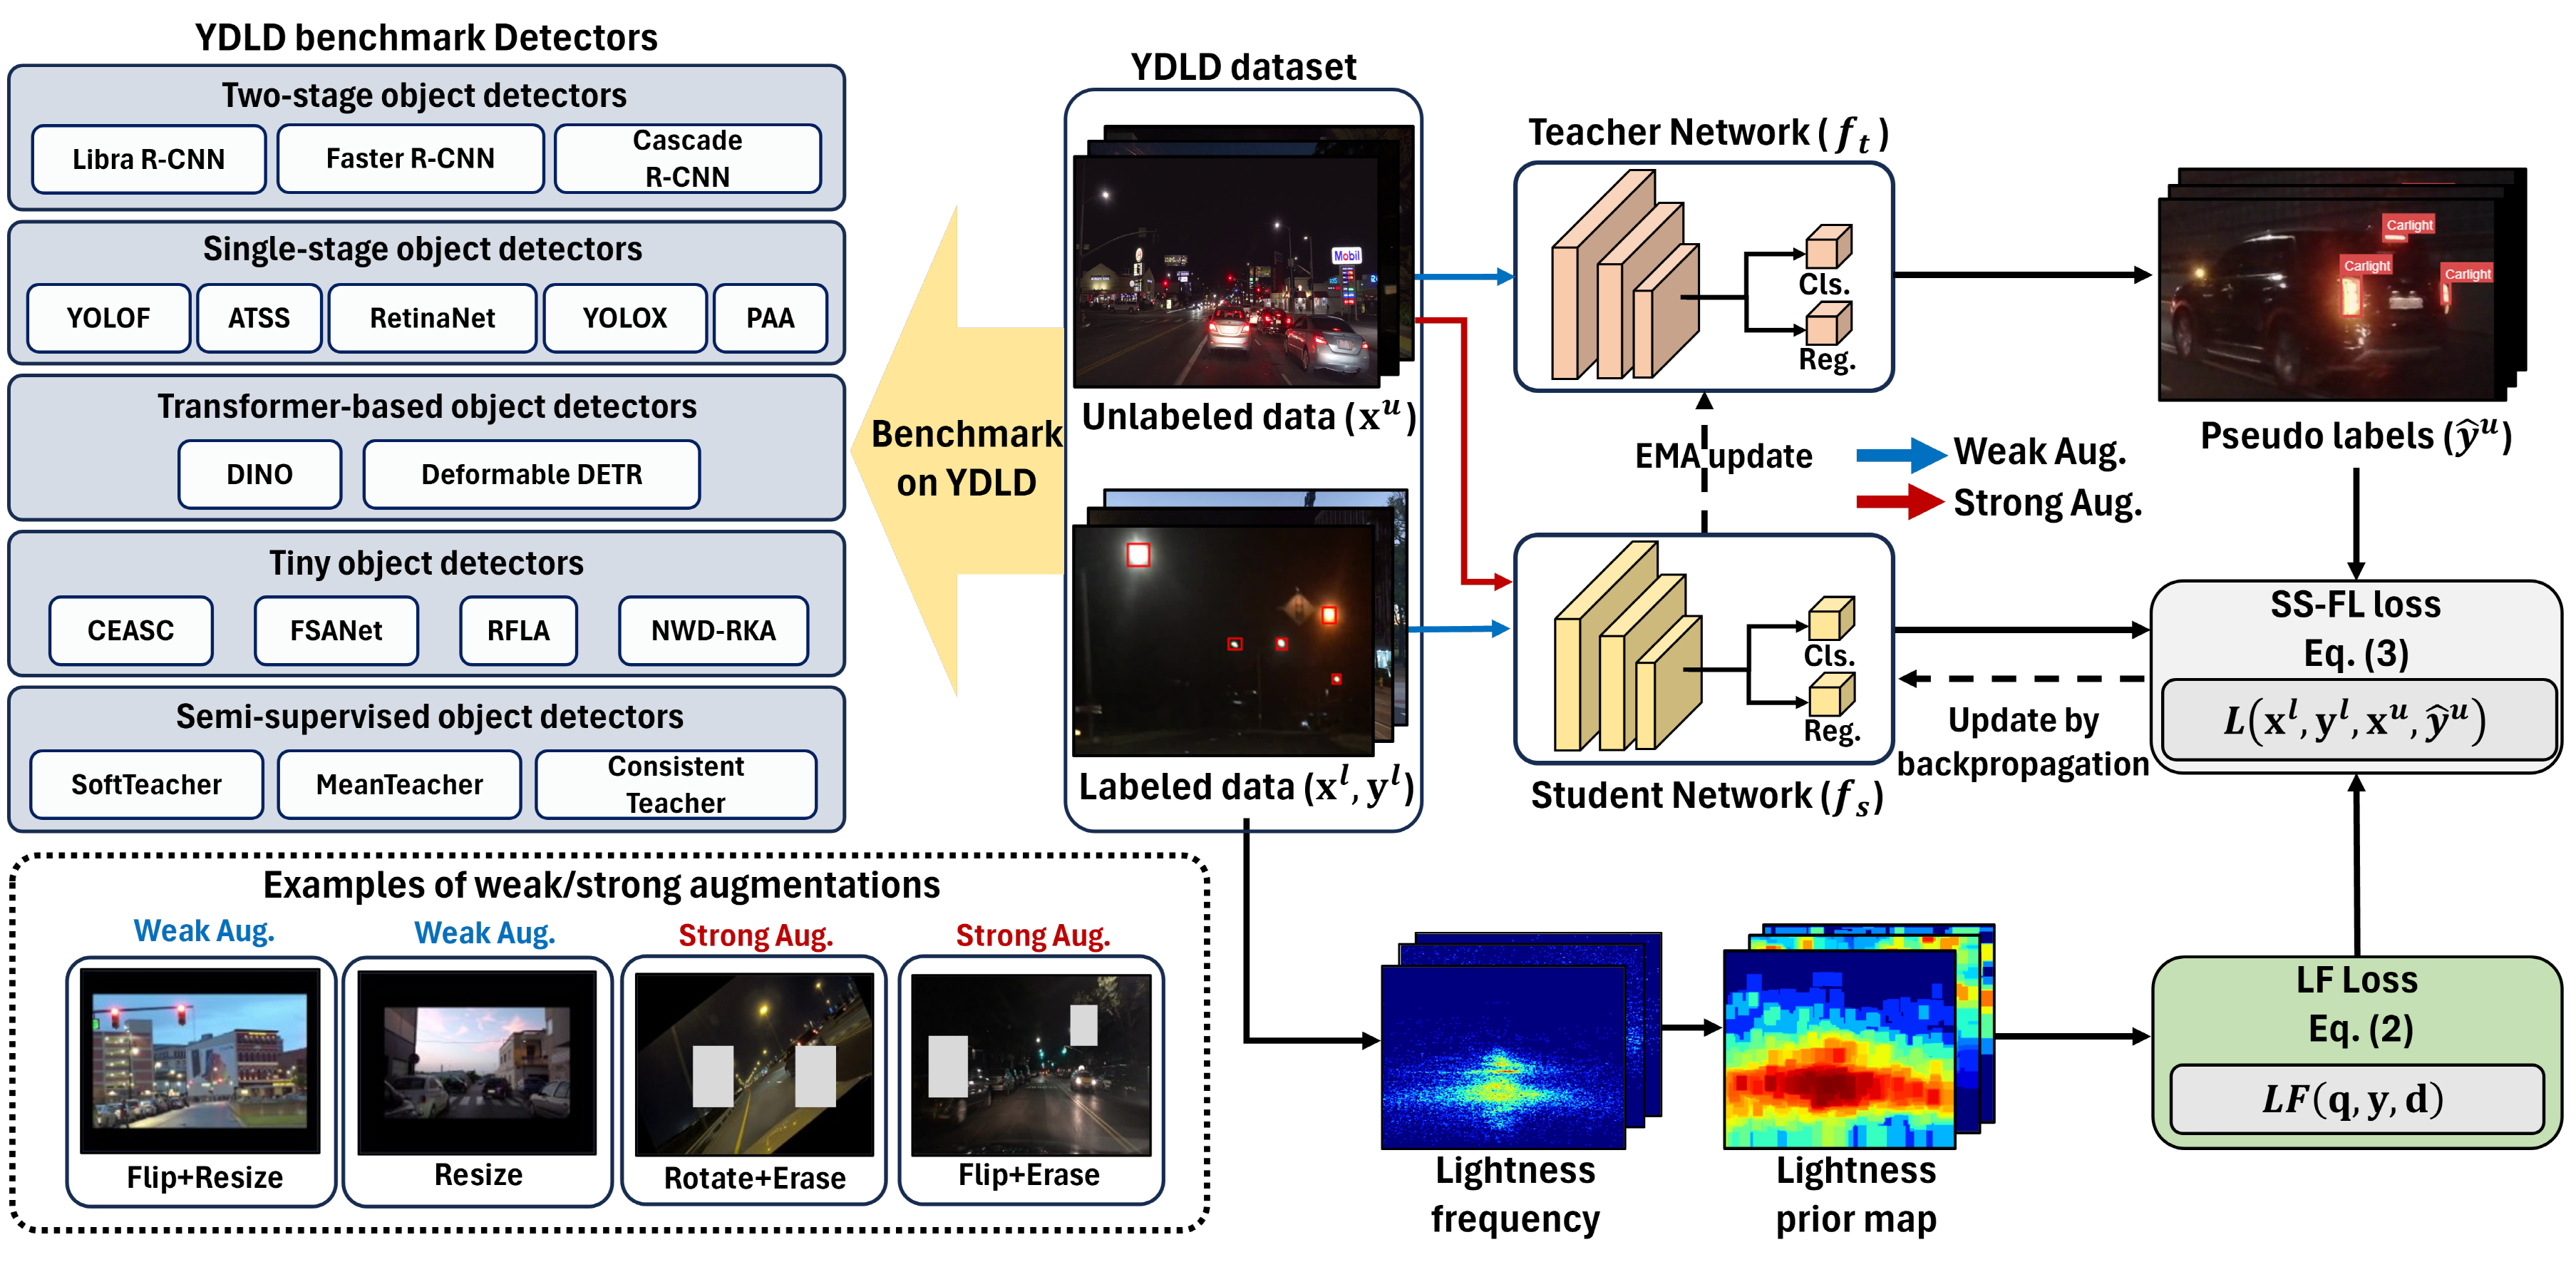 YDLD benchmark Detectors
Two-stage object detectors
Libra R-CNN
Faster R-CNN
Cascade
R-CNN
Single-stage object detectors
YOLOF
ATSS
RetinaNet
YOLOX
PAA
Transformer-based object detectors
DINO
Deformable DETR
Tiny object detectors
CEASC
FSANet
RFLA
NWD-RKA
Semi-supervised object detectors
SoftTeacher
MeanTeacher
Consistent
Teacher
Benchmark
on YDLD
YDLD dataset
Mobil
Unlabeled data (x^u)
Labeled data (x^l, y^l)
Teacher Network (f_t)
Cls.
Reg.
EMA update
Weak Aug.
Strong Aug.
Cls.
Reg.
Student Network (f_s)
Carlight
Carlight
Carlight
Pseudo labels (ŷ^u)
SS-FL loss
Eq. (3)
L(x^l, y^l, x^u, ŷ^u)
Update by
backpropagation
LF Loss
Eq. (2)
LF(q, y, d)
Lightness
frequency
Lightness
prior map
Examples of weak/strong augmentations
Weak Aug.
Weak Aug.
Strong Aug.
Strong Aug.
Flip+Resize
Resize
Rotate+Erase
Flip+Erase